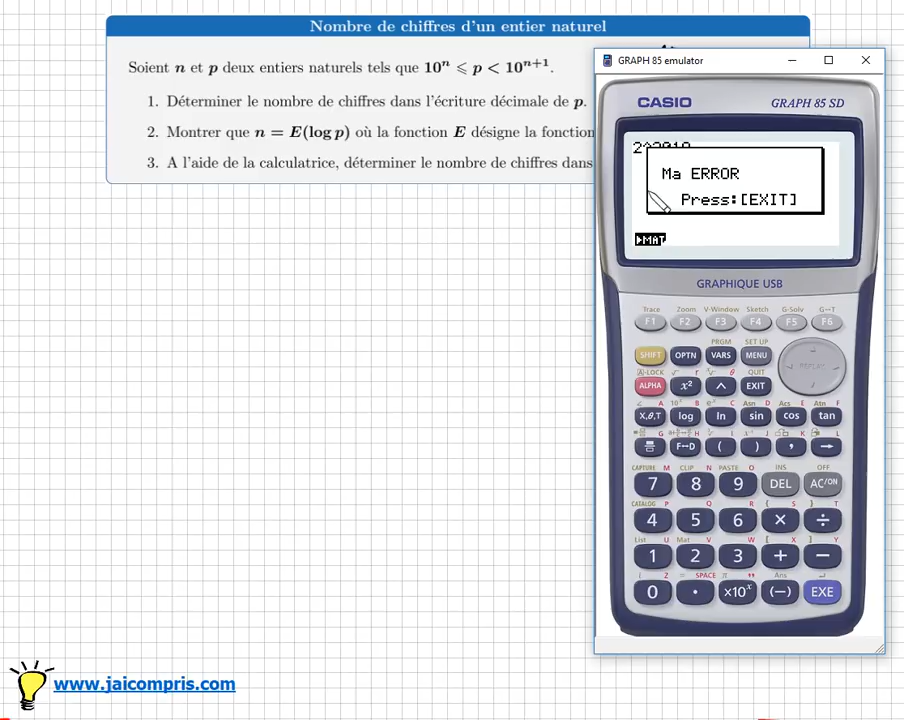 Nombre de chiffres d'un entier naturel
Soient n et p deux entiers naturels tels que 10ⁿ ⩽ p < 10ⁿ⁺¹.
1. Déterminer le nombre de chiffres dans l'écriture décimale de p.
2. Montrer que n = E(log p) où la fonction E désigne la fonction
3. A l'aide de la calculatrice, déterminer le nombre de chiffres dans
GRAPH 85 emulator
CASIO
GRAPH 85 SD
Ma ERROR
Press:[EXIT]
▶MAT
GRAPHIQUE USB
Trace Zoom V-Window Sketch G-Solv G↔T
F1 F2 F3 F4 F5 F6
PRGM SET UP
SHIFT OPTN VARS MENU
REPLAY
A-LOCK √ r ˣ√ θ QUIT
ALPHA x² ^ EXIT
∠ A 10ˣ B eˣ C Asn D Acs E Atn F
X,θ,T log ln sin cos tan
G H I J K L
F↔D ( ) , →
CAPTURE M CLIP N PASTE O INS OFF
7 8 9 DEL AC/ON
CATALOG P Q R { S } T
4 5 6 × ÷
List U Mat V W [ X ] Y
1 2 3 + −
i Z = SPACE π " Ans
0 . ×10ˣ (−) EXE
www.jaicompris.com